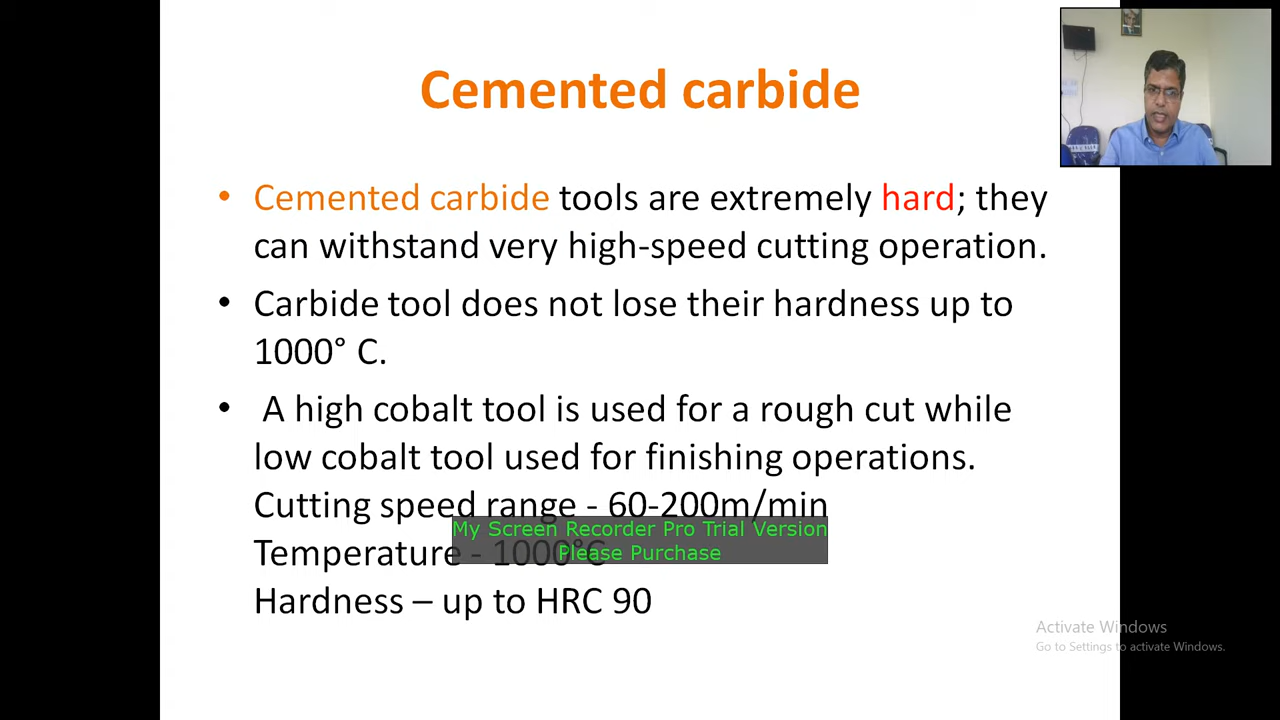 Cemented carbide
• Cemented carbide tools are extremely hard; they
can withstand very high-speed cutting operation.
• Carbide tool does not lose their hardness up to
1000° C.
• A high cobalt tool is used for a rough cut while
low cobalt tool used for finishing operations.
Cutting speed range - 60-200m/min
My Screen Recorder Pro Trial Version
Please Purchase
Temperature - 1000°C
Hardness – up to HRC 90
Activate Windows
Go to Settings to activate Windows.